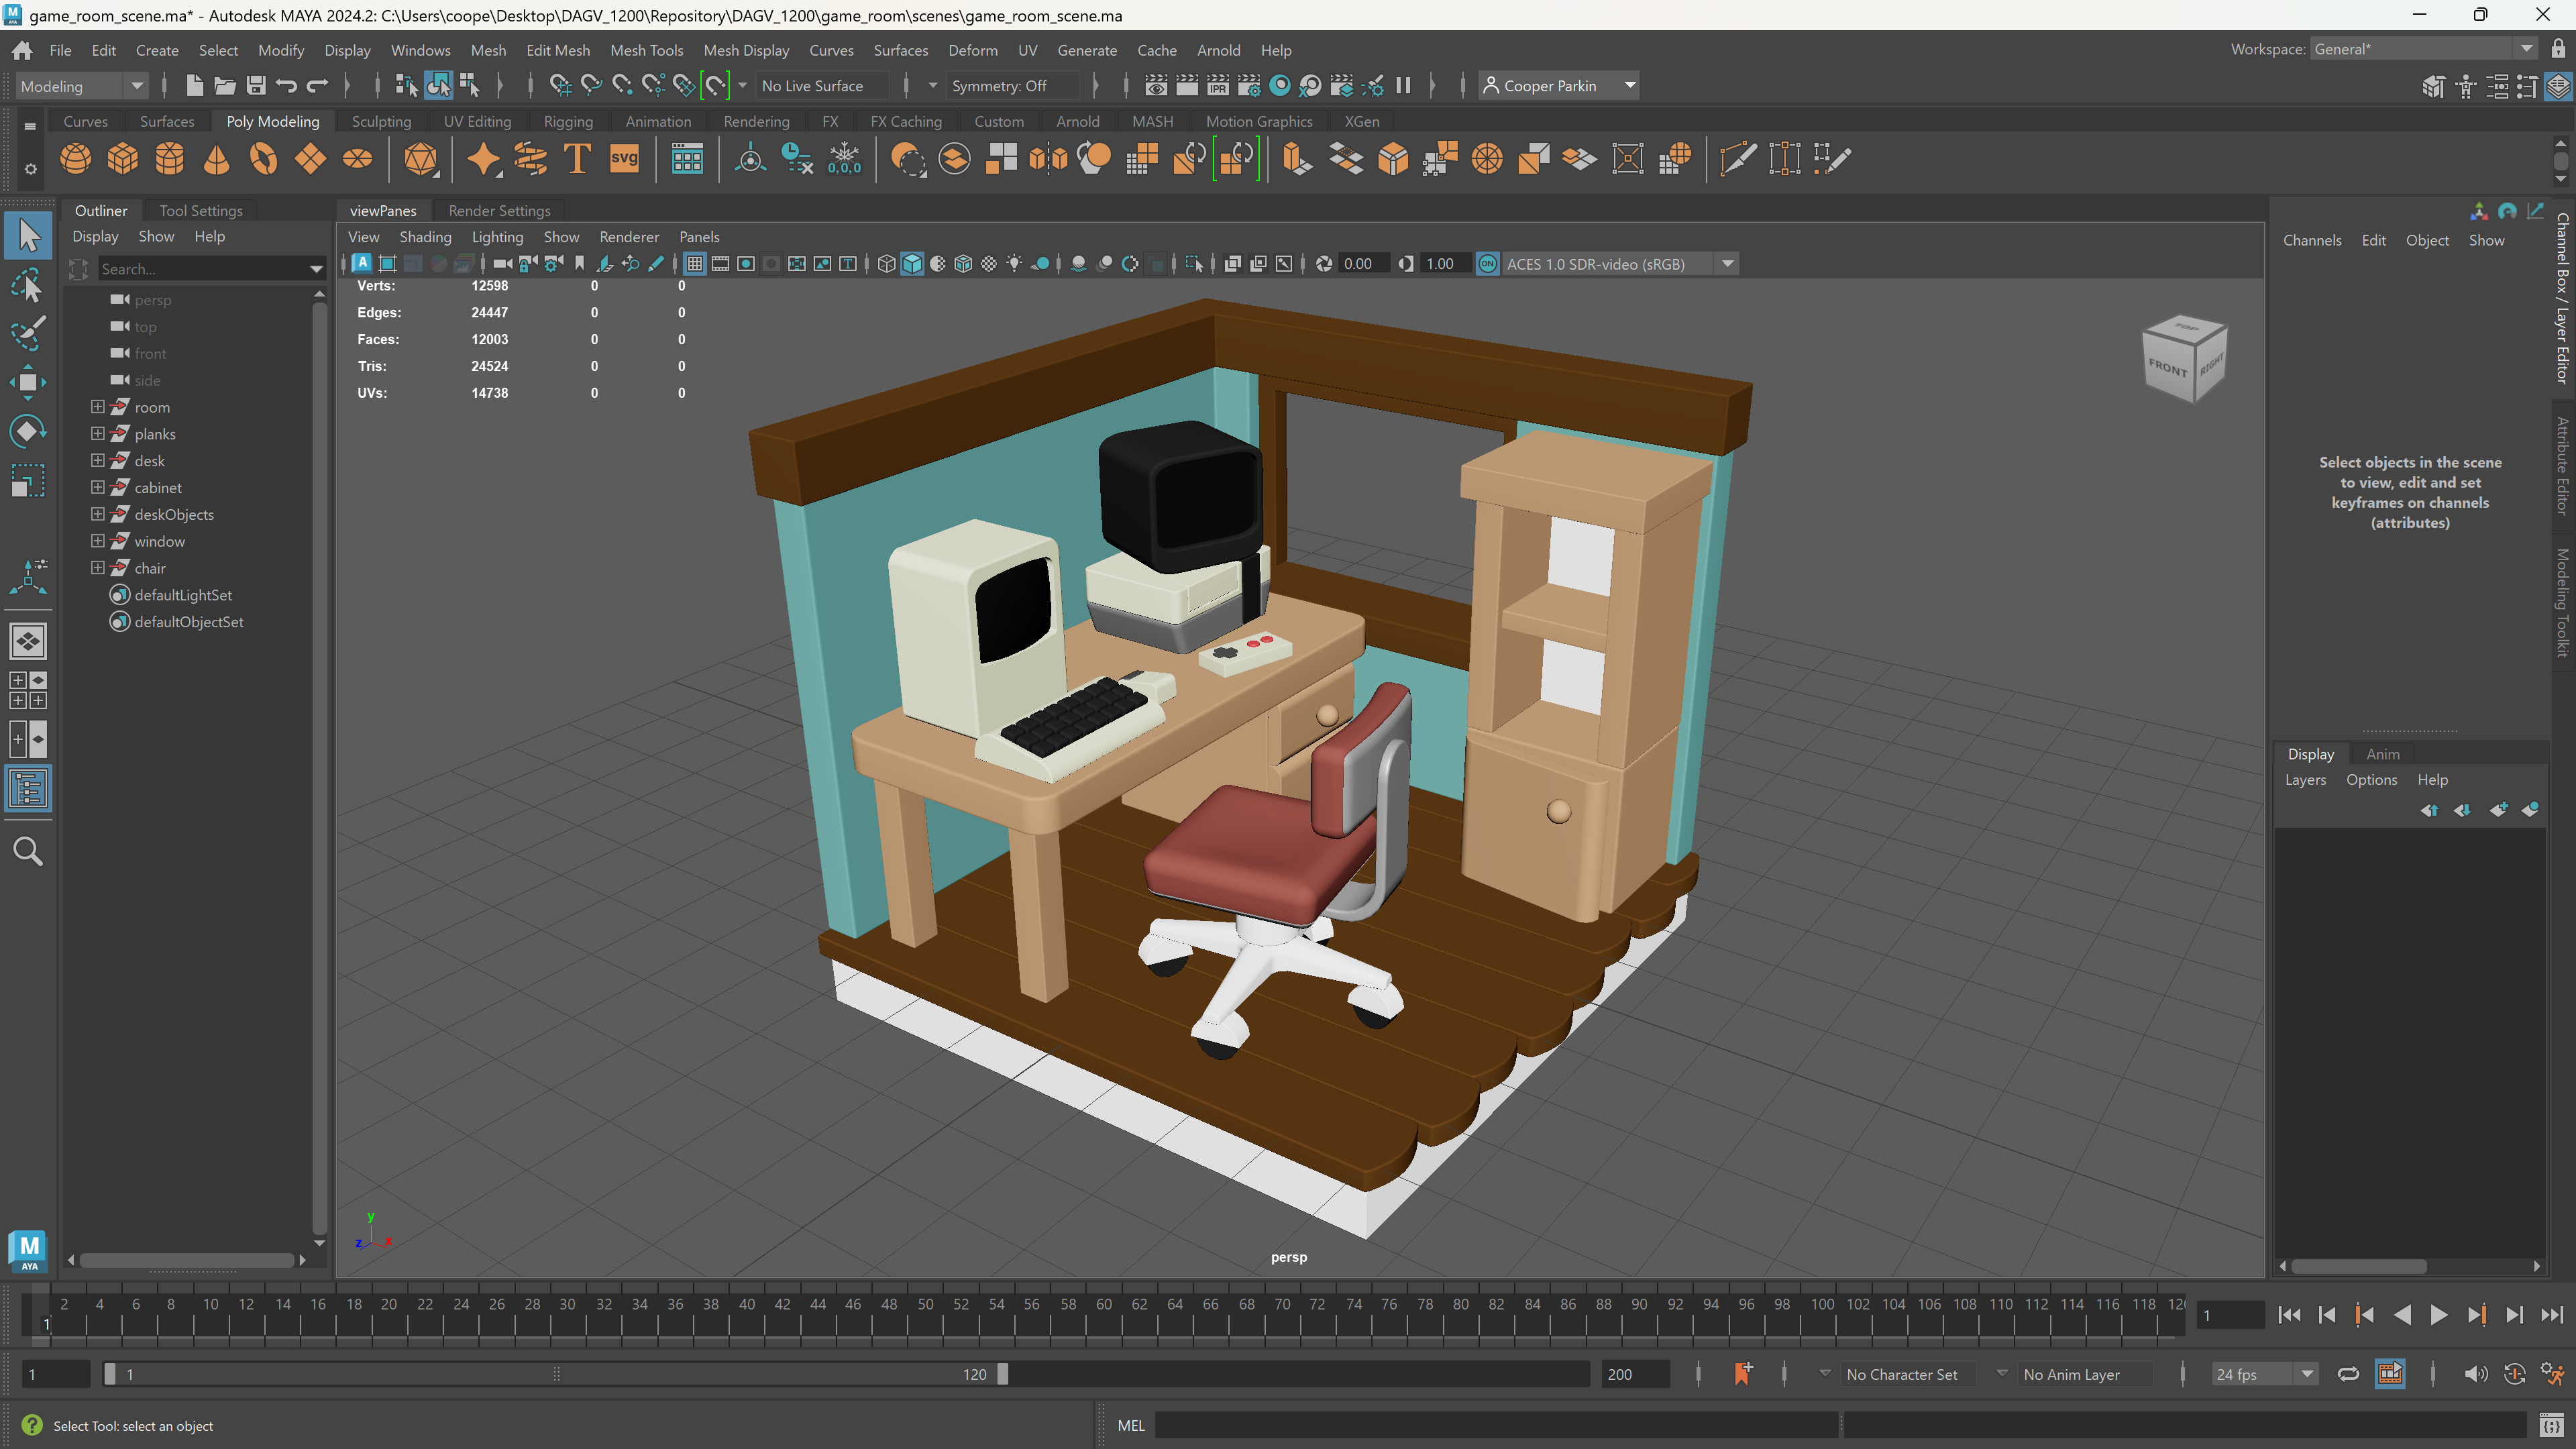 game_room_scene.ma* - Autodesk MAYA 2024.2: C:\Users\coope\Desktop\DAGV_1200\Repository\DAGV_1200\game_room\scenes\game_room_scene.ma
File Edit Create Select Modify Display Windows Mesh Edit Mesh Mesh Tools Mesh Display Curves Surfaces Deform UV Generate Cache Arnold Help
Workspace: General*
Modeling
No Live Surface
Symmetry: Off
IPR
Cooper Parkin
Curves Surfaces Poly Modeling Sculpting UV Editing Rigging Animation Rendering FX FX Caching Custom Arnold MASH Motion Graphics XGen
T
svg
0,0,0
Outliner Tool Settings
Display Show Help
Search...
persp
top
front
side
room
planks
desk
cabinet
deskObjects
window
chair
defaultLightSet
defaultObjectSet
viewPanes Render Settings
View Shading Lighting Show Renderer Panels
A
T
0.00
1.00
ON
ACES 1.0 SDR-video (sRGB)
Verts: 12598 0 0
Edges: 24447 0 0
Faces: 12003 0 0
Tris: 24524 0 0
UVs: 14738 0 0
TOP
FRONT
RIGHT
y
z
x
persp
Channels Edit Object Show
Select objects in the scene
to view, edit and set
keyframes on channels
(attributes)
Channel Box / Layer Editor
Attribute Editor
Modeling Toolkit
Display Anim
Layers Options Help
M
AYA
2 4 6 8 10 12 14 16 18 20 22 24 26 28 30 32 34 36 38 40 42 44 46 48 50 52 54 56 58 60 62 64 66 68 70 72 74 76 78 80 82 84 86 88 90 92 94 96 98 100 102 104 106 108 110 112 114 116 118
1
1
1
1
120
200
No Character Set
No Anim Layer
24 fps
Select Tool: select an object
MEL